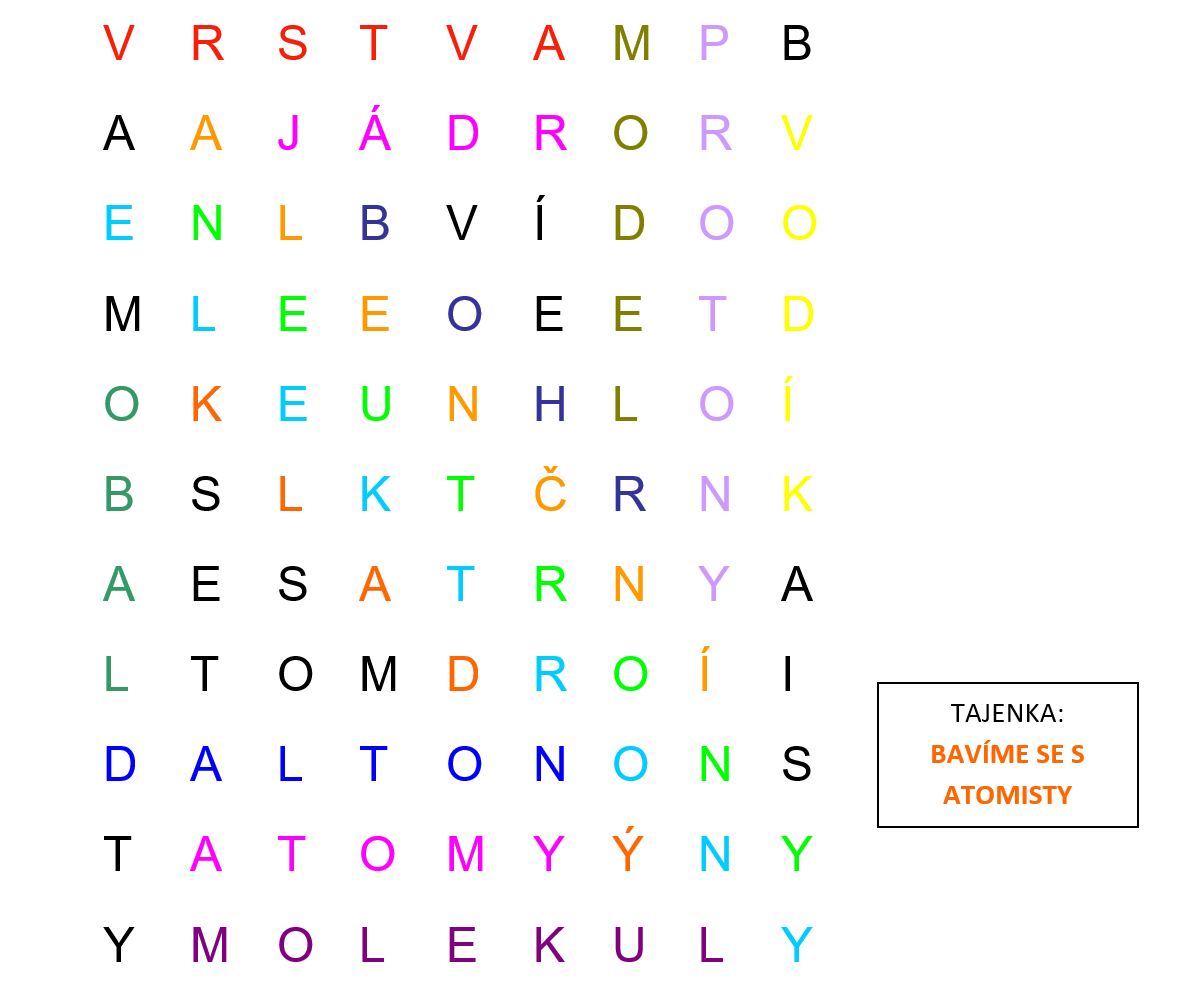 V R S T V A M P B
A A J Á D R O R V
E N L B V Í D O O
M L E E O E E T D
O K E U N H L O Í
B S L K T Č R N K
A E S A T R N Y A
L T O M D R O Í I
D A L T O N O N S
T A T O M Y Ý N Y
Y M O L E K U L Y
TAJENKA:
BAVÍME SE S
ATOMISTY